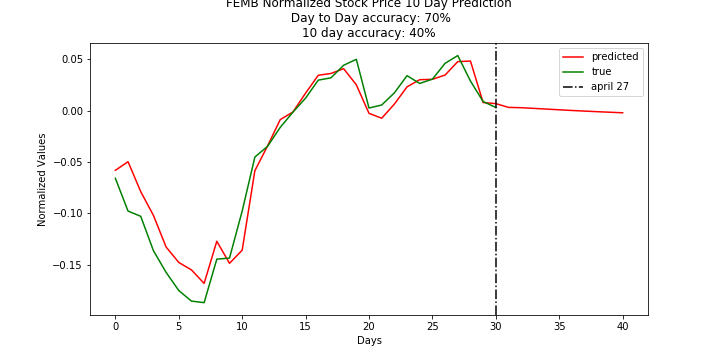 FEMB Normalized Stock Price 10 Day Prediction
Day to Day accuracy: 70%
10 day accuracy: 40%
predicted
true
april 27
0.05
0.00
−0.05
−0.10
−0.15
Normalized Values
0 5 10 15 20 25 30 35 40
Days